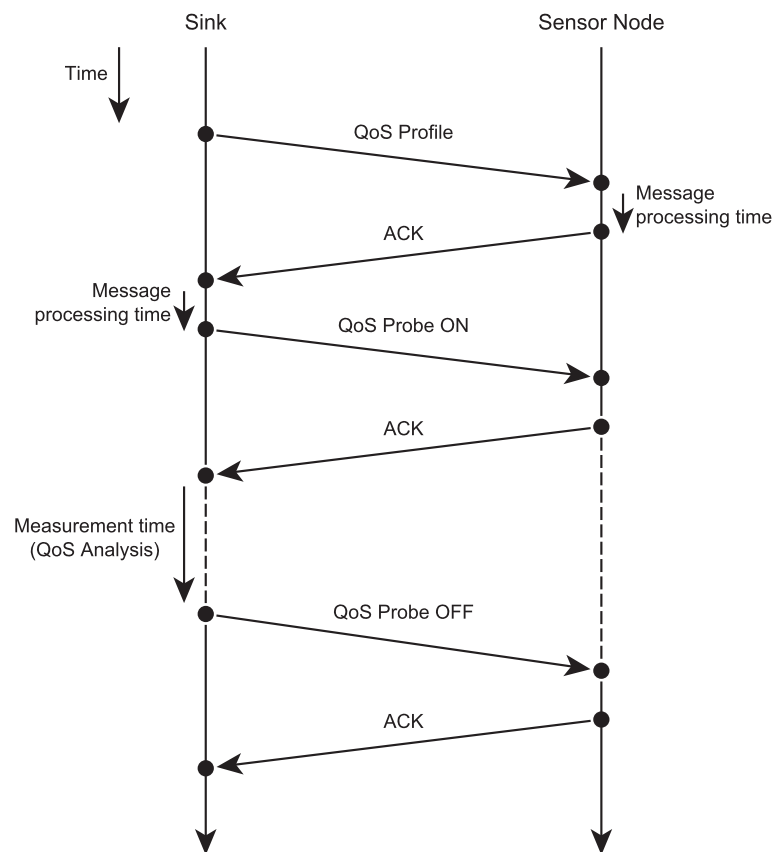 Sink
Sensor Node
Time
QoS Profile
Message
processing time
ACK
Message
processing time
QoS Probe ON
ACK
Measurement time
(QoS Analysis)
QoS Probe OFF
ACK